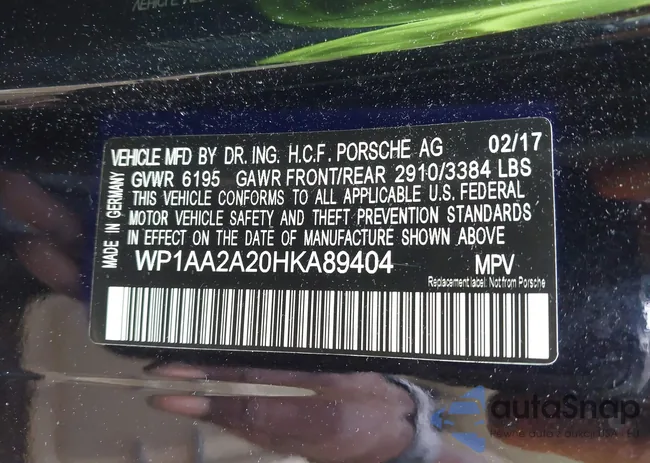 VEHICLE MFD BY DR. ING. H.C.F. PORSCHE AG 02/17
GVWR 6195 GAWR FRONT/REAR 2910/3384 LBS
THIS VEHICLE CONFORMS TO ALL APPLICABLE U.S. FEDERAL
MOTOR VEHICLE SAFETY AND THEFT PREVENTION STANDARDS
IN EFFECT ON THE DATE OF MANUFACTURE SHOWN ABOVE
WP1AA2A20HKA89404 MPV
Replacement label: Not from Porsche
MADE IN GERMANY
autoSnap